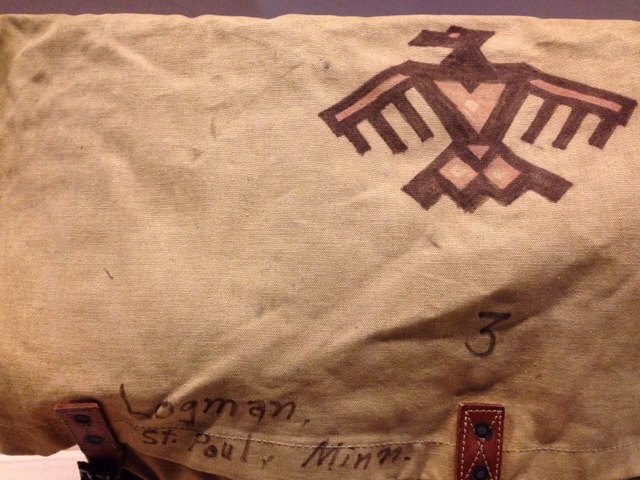 3
Logman,
St. Paul, Minn.